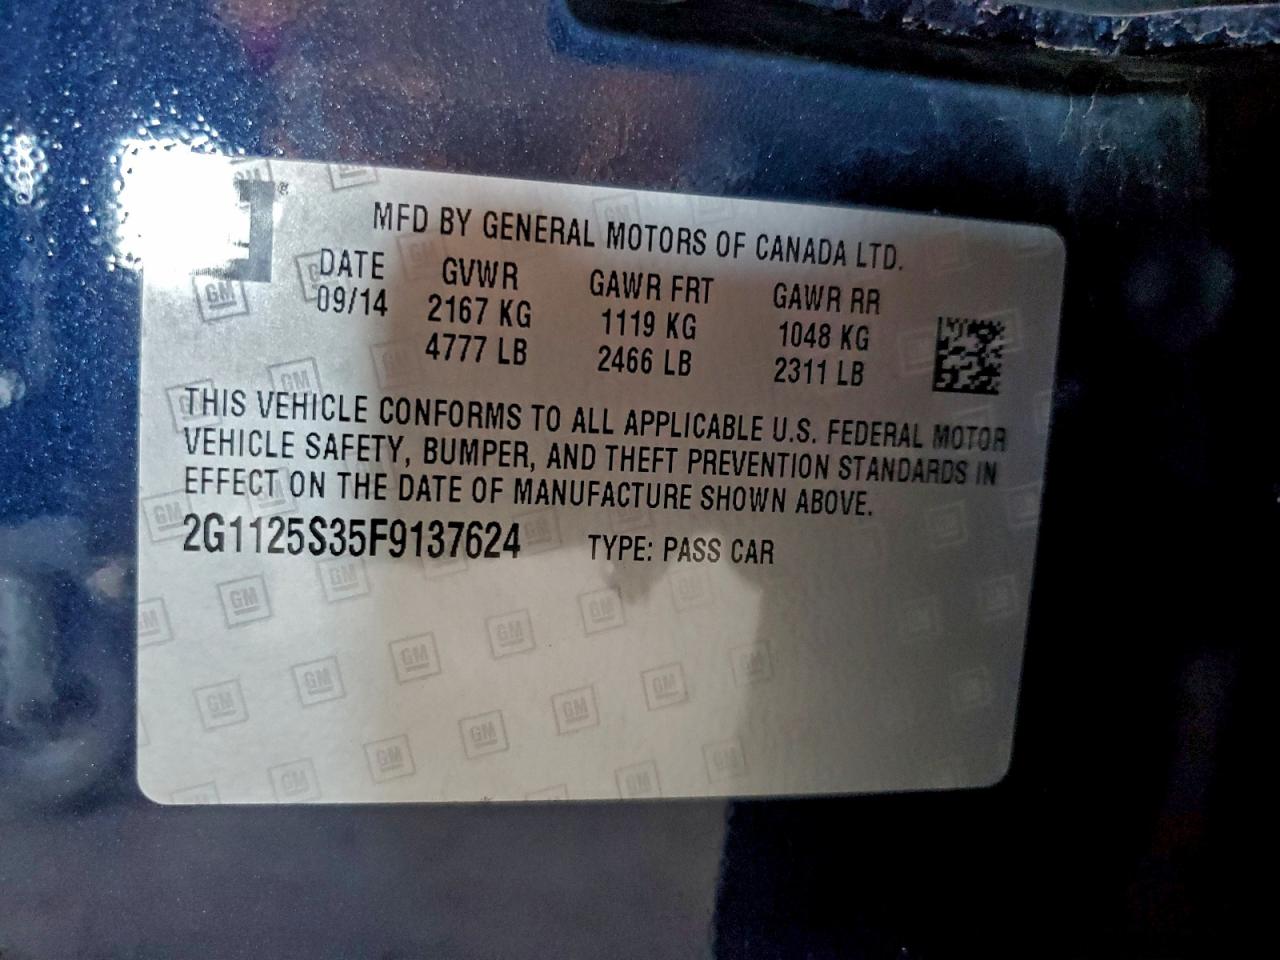 MFD BY GENERAL MOTORS OF CANADA LTD.
DATE GVWR GAWR FRT GAWR RR
09/14 2167 KG 1119 KG 1048 KG
4777 LB 2466 LB 2311 LB
THIS VEHICLE CONFORMS TO ALL APPLICABLE U.S. FEDERAL MOTOR
VEHICLE SAFETY, BUMPER, AND THEFT PREVENTION STANDARDS IN
EFFECT ON THE DATE OF MANUFACTURE SHOWN ABOVE.
2G1125S35F9137624 TYPE: PASS CAR